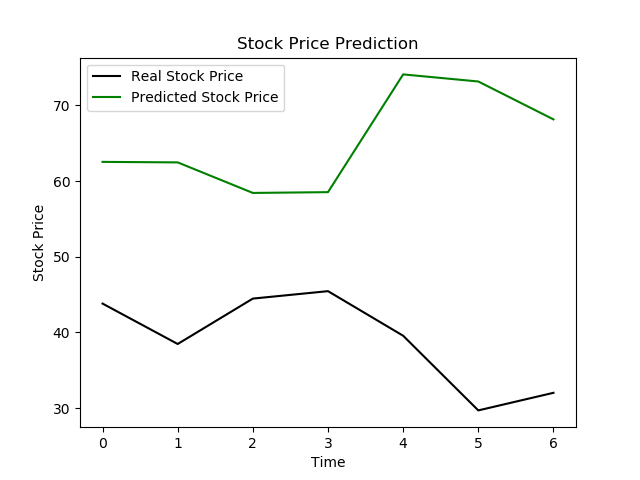 Stock Price Prediction
Real Stock Price
Predicted Stock Price
Stock Price
70
60
50
40
30
0 1 2 3 4 5 6
Time